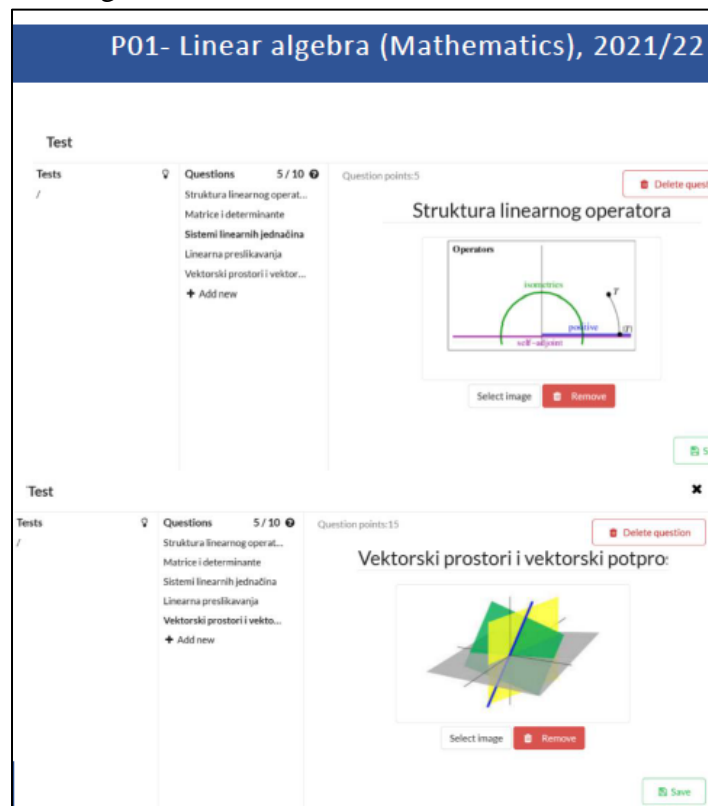 P01- Linear algebra (Mathematics), 2021/22
Test
Tests
/
Questions 5 / 10
Struktura linearnog operat...
Matrice i determinante
Sistemi linearnih jednačina
Linearna preslikavanja
Vektorski prostori i vektor...
+ Add new
Question points:5
Delete quest
Struktura linearnog operatora
Operators
isometrics
T
positive
|T|
self-adjoint
Select image
Remove
S
Test
Tests
/
Questions 5 / 10
Struktura linearnog operat...
Matrice i determinante
Sistemi linearnih jednačina
Linearna preslikavanja
Vektorski prostori i vekto...
+ Add new
Question points:15
Delete question
Vektorski prostori i vektorski potpro
Select image
Remove
Save